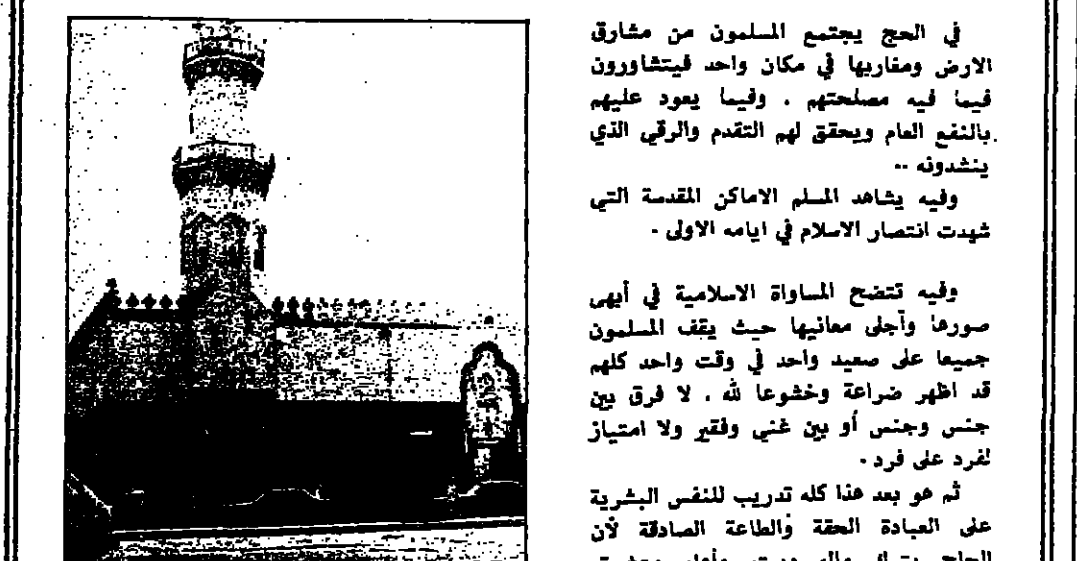 في الحج يجتمع المسلمون من مشارق
الارض ومغاربها في مكان واحد فيتشاورون
فيما فيه مصلحتهم . وفيما يعود عليهم
بالنفع العام ويحقق لهم التقدم والرقي الذي
ينشدونه ..
وفيه يشاهد المسلم الاماكن المقدسة التي
شهدت انتصار الاسلام في ايامه الاولى .
وفيه تتضح المساواة الاسلامية في أبهى
صورها وأجلى معانيها حيث يقف المسلمون
جميعا على صعيد واحد في وقت واحد كلهم
قد اظهر ضراعة وخشوعا لله . لا فرق بين
جنس وجنس أو بين غني وفقير ولا امتياز
لفرد على فرد .
ثم هو بعد هذا كله تدريب للنفس البشرية
على العبادة الحقة والطاعة الصادقة لأن